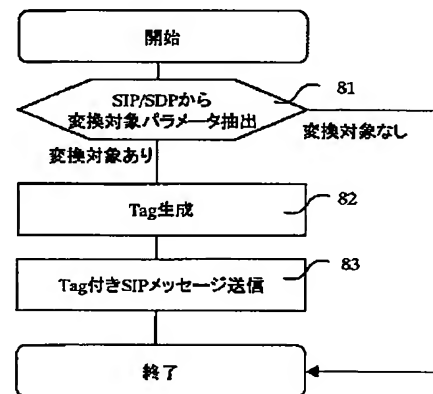 開始
SIP/SDPから
変換対象パラメータ抽出
81
変換対象なし
変換対象あり
Tag生成
82
Tag付きSIPメッセージ送信
83
終了